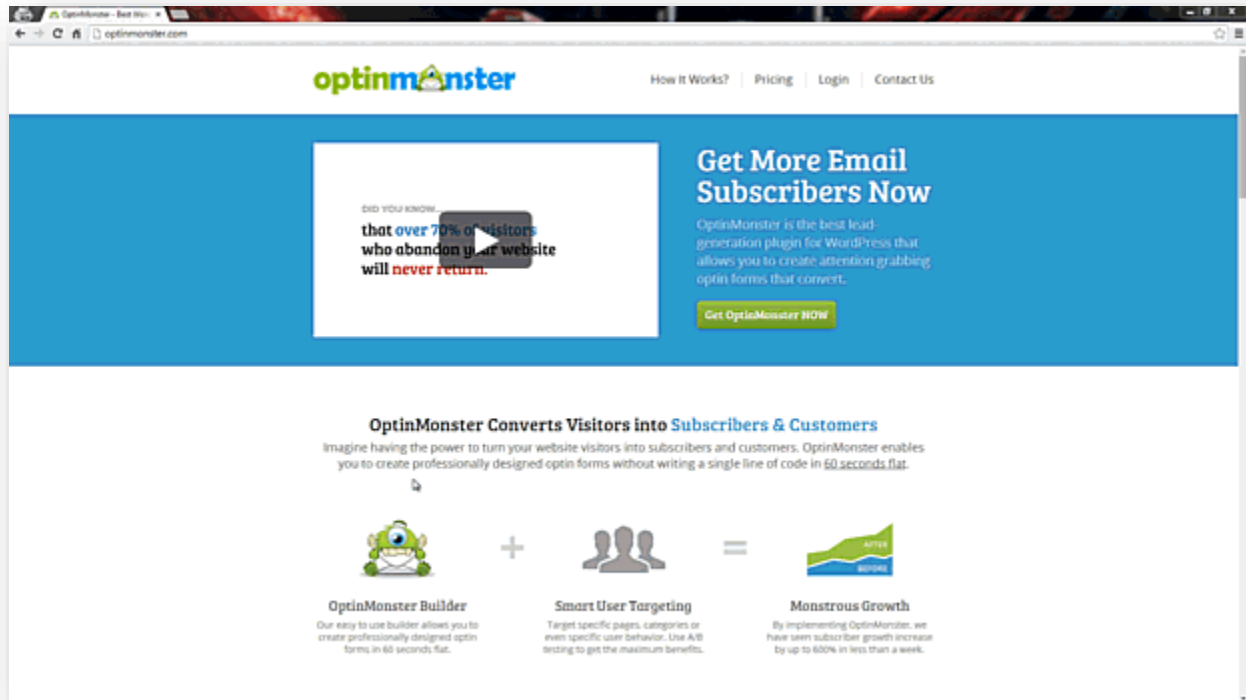 OptinMonster - Best Wor
optinmonster.com
optinmonster
How It Works? Pricing Login Contact Us
DID YOU KNOW...
that over 70% of visitors
who abandon your website
will never return.
Get More Email
Subscribers Now
OptinMonster is the best lead-
generation plugin for WordPress that
allows you to create attention grabbing
optin forms that convert.
Get OptinMonster NOW
OptinMonster Converts Visitors into Subscribers & Customers
Imagine having the power to turn your website visitors into subscribers and customers. OptinMonster enables
you to create professionally designed optin forms without writing a single line of code in 60 seconds flat.
AFTER
BEFORE
OptinMonster Builder
Our easy to use builder allows you to
create professionally designed optin
forms in 60 seconds flat.
Smart User Targeting
Target specific pages, categories or
even specific user behavior. Use A/B
testing to get the maximum benefits.
Monstrous Growth
By implementing OptinMonster, we
have seen subscriber growth increase
by up to 600% in less than a week.